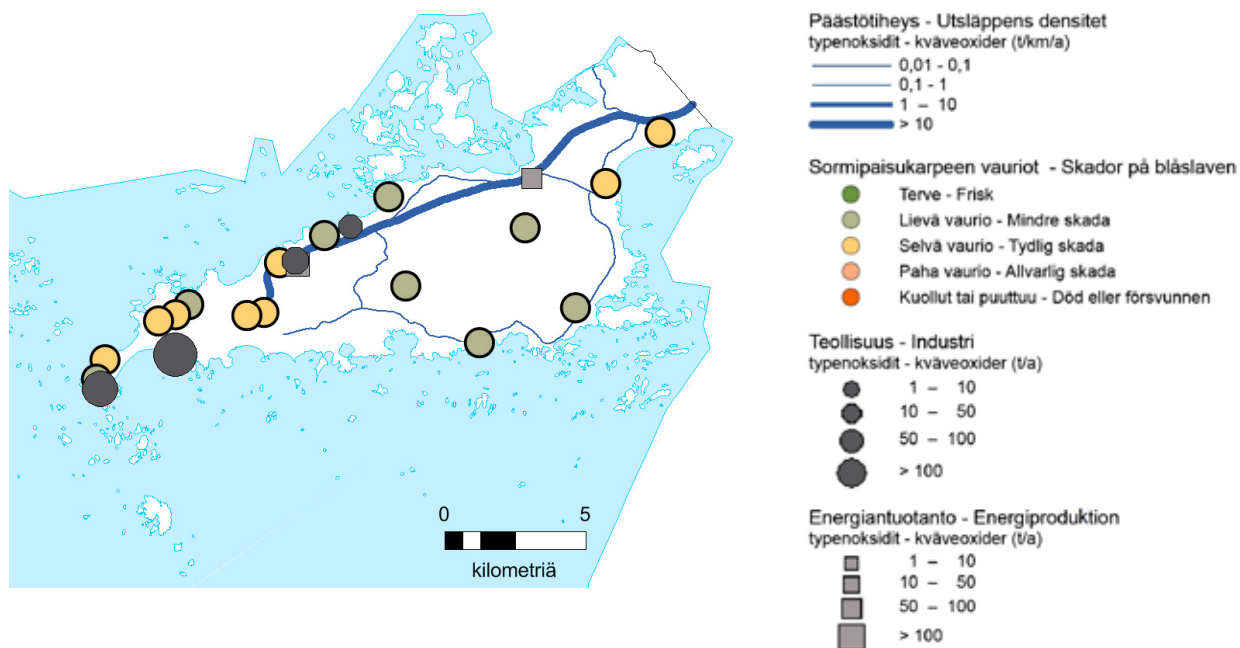 Päästötiheys - Utsläppens densitet
typenoksidit - kväveoxider (t/km/a)
0,01 - 0,1
0,1 - 1
1 – 10
> 10
Sormipaisukarpeen vauriot - Skador på blåslaven
Terve - Frisk
Lievä vaurio - Mindre skada
Selvä vaurio - Tydlig skada
Paha vaurio - Allvarlig skada
Kuollut tai puuttuu - Död eller försvunnen
Teollisuus - Industri
typenoksidit - kväveoxider (t/a)
1 – 10
10 – 50
50 – 100
> 100
Energiantuotanto - Energiproduktion
typenoksidit - kväveoxider (t/a)
1 – 10
10 – 50
50 – 100
> 100
0 5
kilometriä